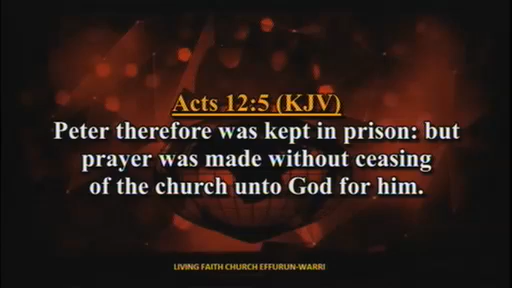 Acts 12:5 (KJV)
Peter therefore was kept in prison: but
prayer was made without ceasing
of the church unto God for him.
LIVING FAITH CHURCH EFFURUN-WARRI